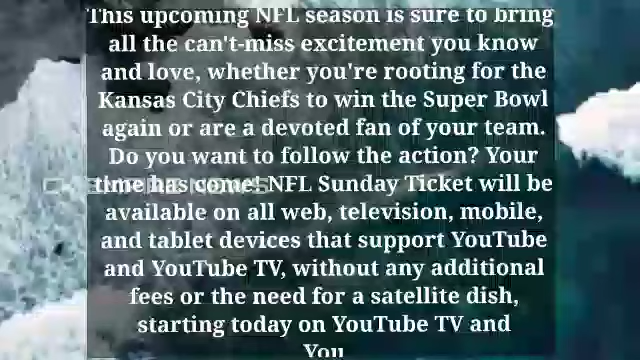 This upcoming NFL season is sure to bring
all the can't-miss excitement you know
and love, whether you're rooting for the
Kansas City Chiefs to win the Super Bowl
again or are a devoted fan of your team.
Do you want to follow the action? Your
time has come! NFL Sunday Ticket will be
available on all web, television, mobile,
and tablet devices that support YouTube
and YouTube TV, without any additional
fees or the need for a satellite dish,
starting today on YouTube TV and
You